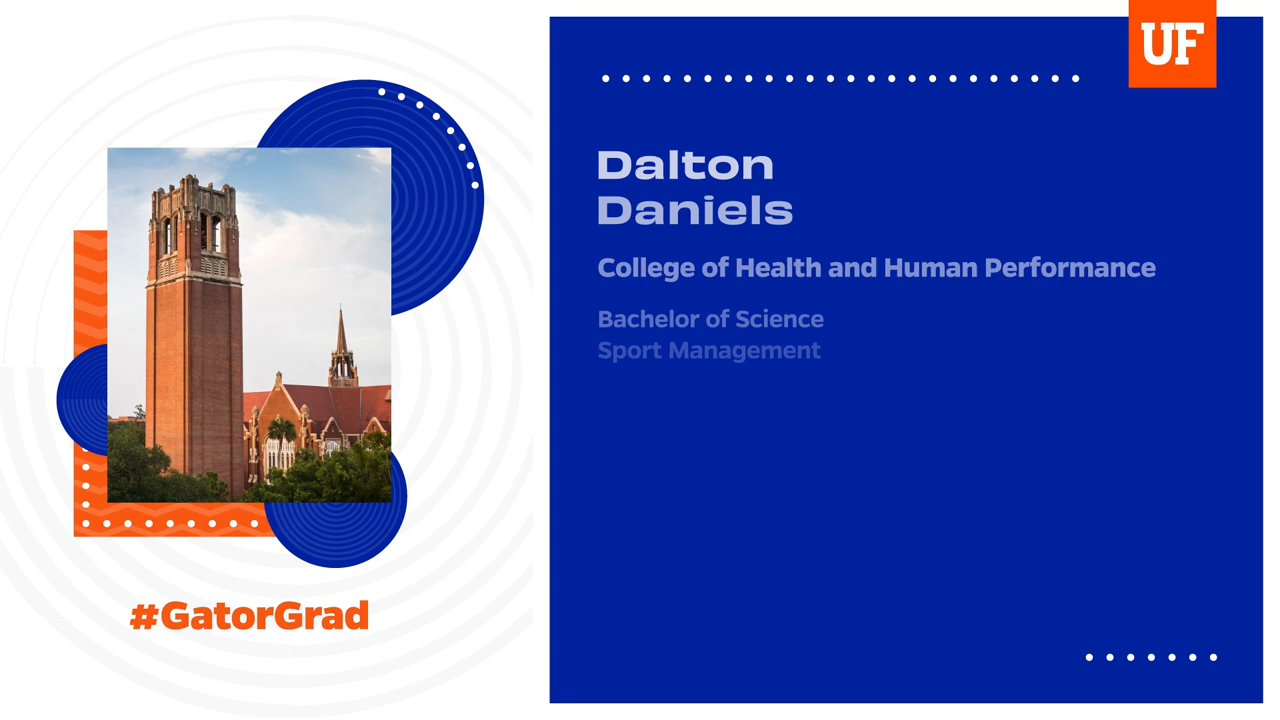 UF
Dalton
Daniels
College of Health and Human Performance
Bachelor of Science
Sport Management
#GatorGrad